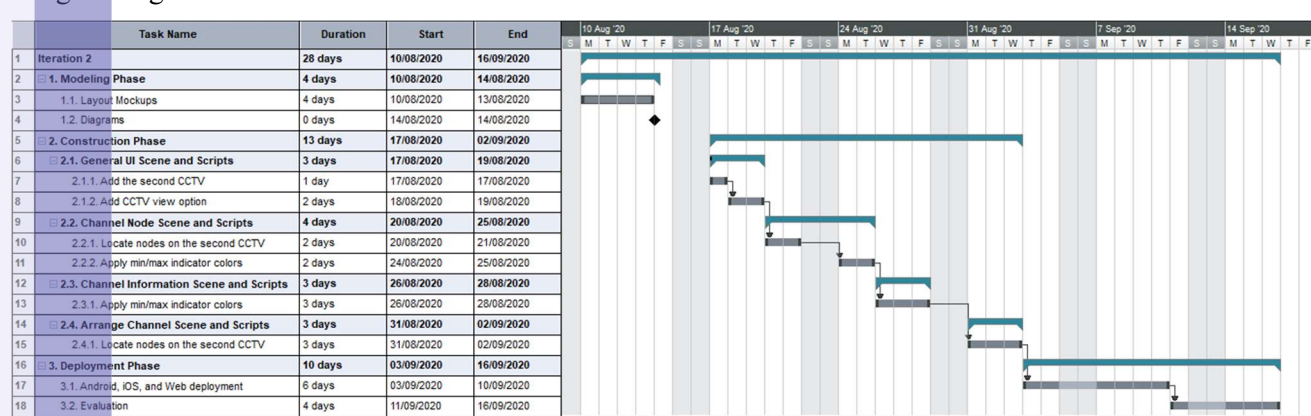 Task Name Duration Start End 10 Aug '20 17 Aug '20 24 Aug '20 31 Aug '20 7 Sep '20 14 Sep '20
S M T W T F S S M T W T F S S M T W T F S S M T W T F S S M T W T F S S M T W T F
1 Iteration 2 28 days 10/08/2020 16/09/2020
2 1. Modeling Phase 4 days 10/08/2020 14/08/2020
3 1.1. Layout Mockups 4 days 10/08/2020 13/08/2020
4 1.2. Diagrams 0 days 14/08/2020 14/08/2020
5 2. Construction Phase 13 days 17/08/2020 02/09/2020
6 2.1. General UI Scene and Scripts 3 days 17/08/2020 19/08/2020
7 2.1.1. Add the second CCTV 1 day 17/08/2020 17/08/2020
8 2.1.2. Add CCTV view option 2 days 18/08/2020 19/08/2020
9 2.2. Channel Node Scene and Scripts 4 days 20/08/2020 25/08/2020
10 2.2.1. Locate nodes on the second CCTV 2 days 20/08/2020 21/08/2020
11 2.2.2. Apply min/max indicator colors 2 days 24/08/2020 25/08/2020
12 2.3. Channel Information Scene and Scripts 3 days 26/08/2020 28/08/2020
13 2.3.1. Apply min/max indicator colors 3 days 26/08/2020 28/08/2020
14 2.4. Arrange Channel Scene and Scripts 3 days 31/08/2020 02/09/2020
15 2.4.1. Locate nodes on the second CCTV 3 days 31/08/2020 02/09/2020
16 3. Deployment Phase 10 days 03/09/2020 16/09/2020
17 3.1. Android, iOS, and Web deployment 6 days 03/09/2020 10/09/2020
18 3.2. Evaluation 4 days 11/09/2020 16/09/2020